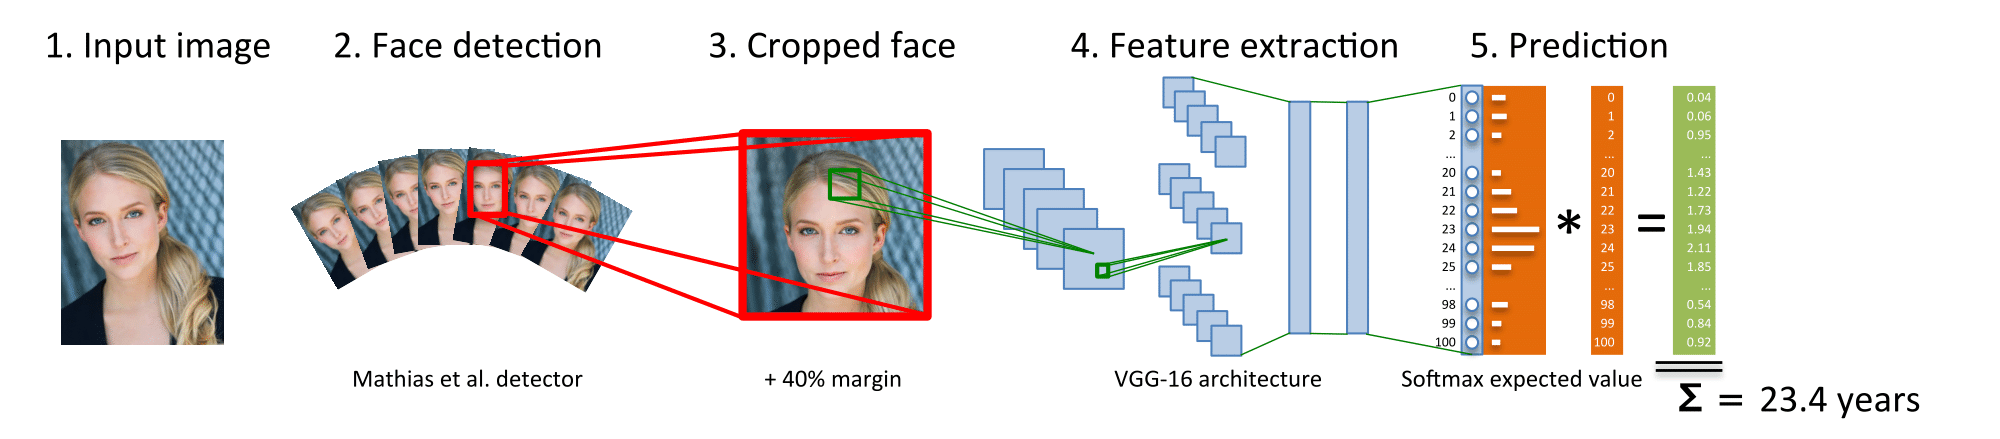 1. Input image
2. Face detection
3. Cropped face
4. Feature extraction
5. Prediction
0 0 0.04
1 1 0.06
2 2 0.95
... ... ...
20 20 1.43
21 21 1.22
22 22 1.73
23 * 23 = 1.94
24 24 2.11
25 25 1.85
... ... ...
98 98 0.54
99 99 0.84
100 100 0.92
Mathias et al. detector
+ 40% margin
VGG-16 architecture
Softmax expected value
Σ = 23.4 years